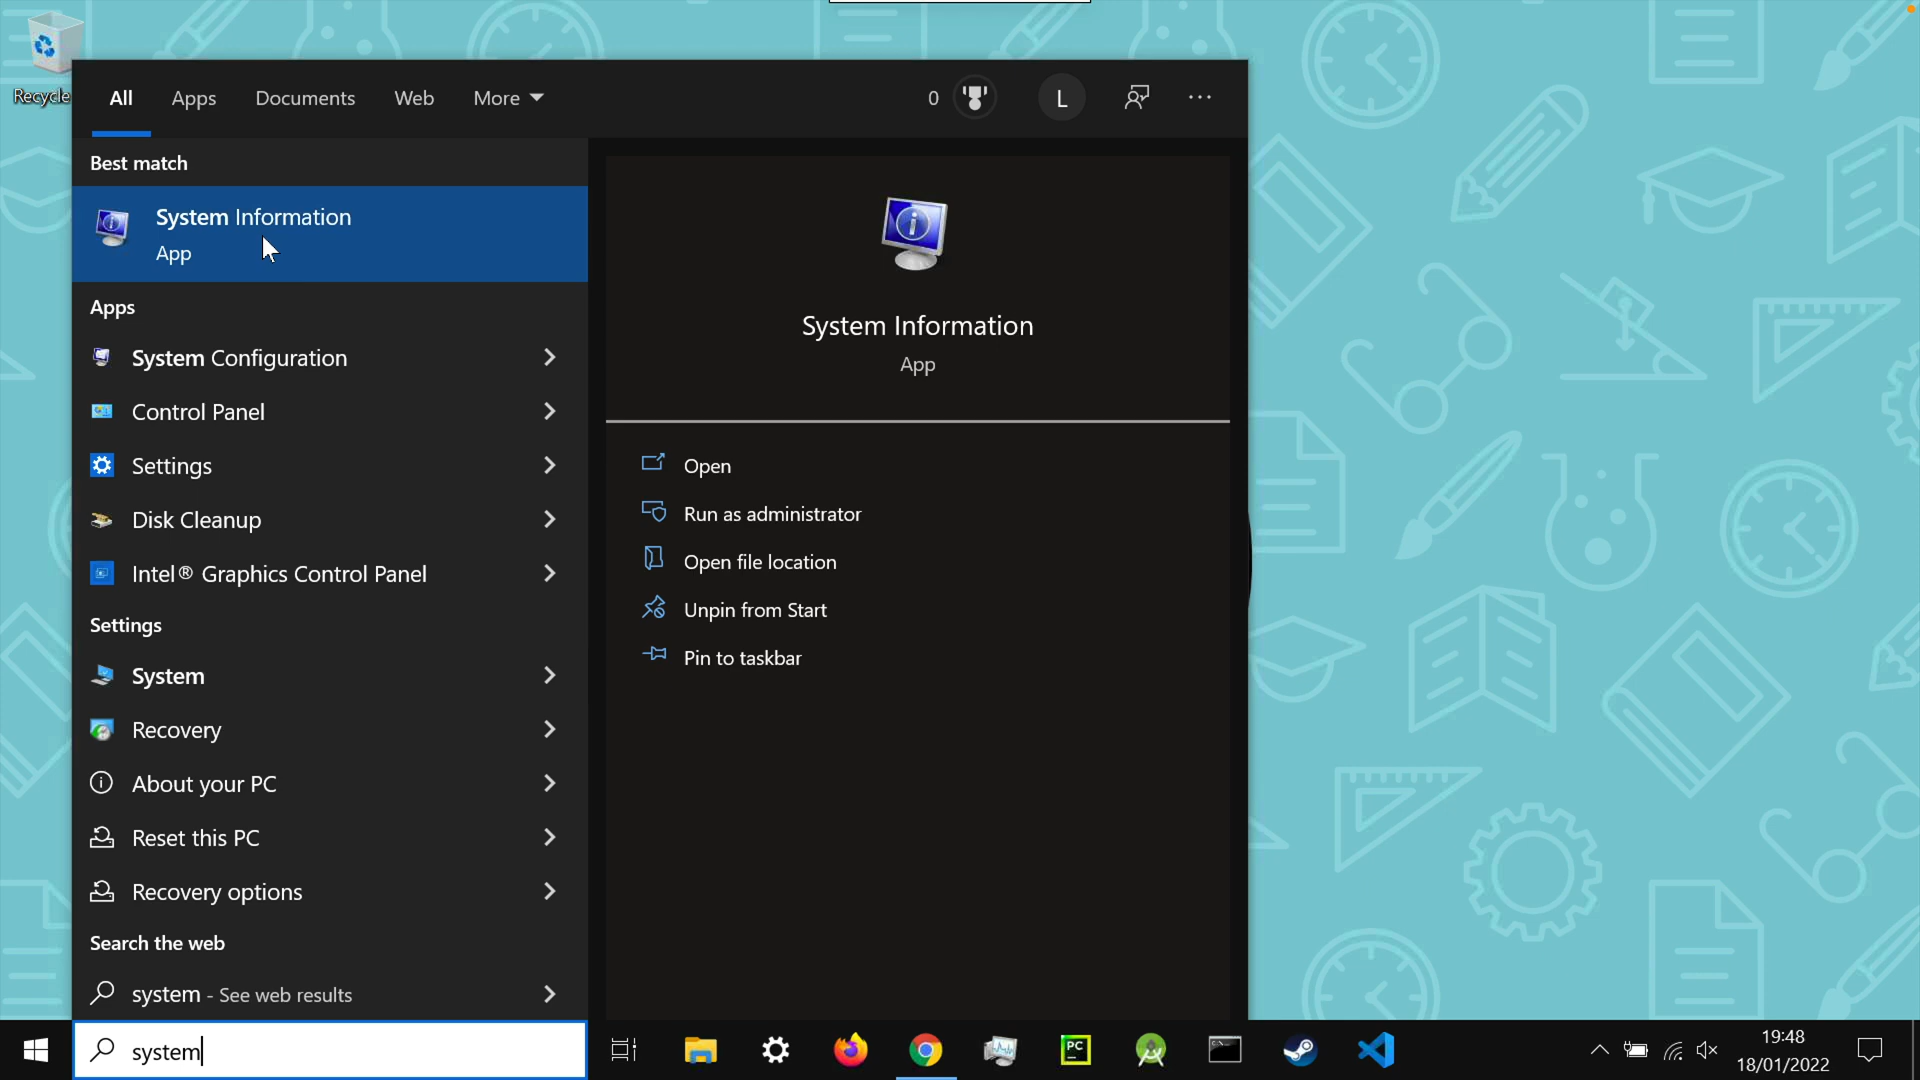 Recycle
All Apps Documents Web More 0 L
Best match
System Information
App
Apps
System Configuration
Control Panel
Settings
Disk Cleanup
Intel® Graphics Control Panel
Settings
System
Recovery
About your PC
Reset this PC
Recovery options
Search the web
system - See web results
system
System Information
App
Open
Run as administrator
Open file location
Unpin from Start
Pin to taskbar
PC
19:48
18/01/2022